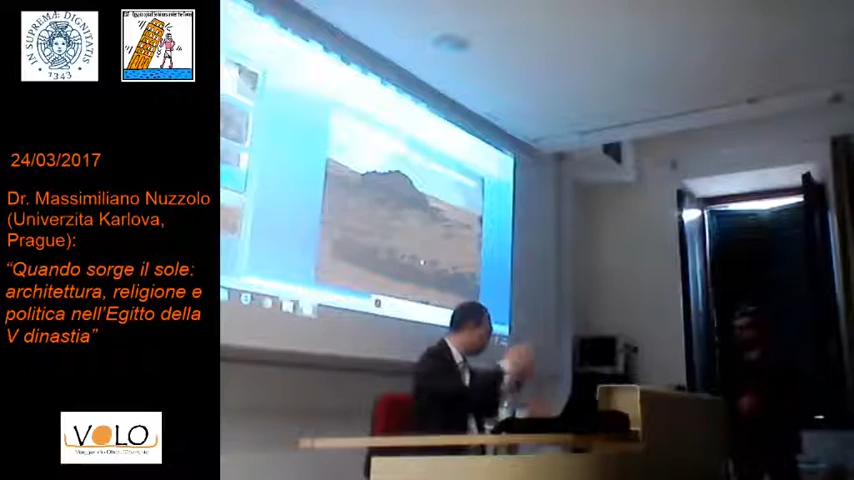 IN SUPREMÆ DIGNITATIS
1343
24/03/2017
Dr. Massimiliano Nuzzolo
(Univerzita Karlova,
Prague):
“Quando sorge il sole:
architettura, religione e
politica nell’Egitto della
V dinastia”
VOLO